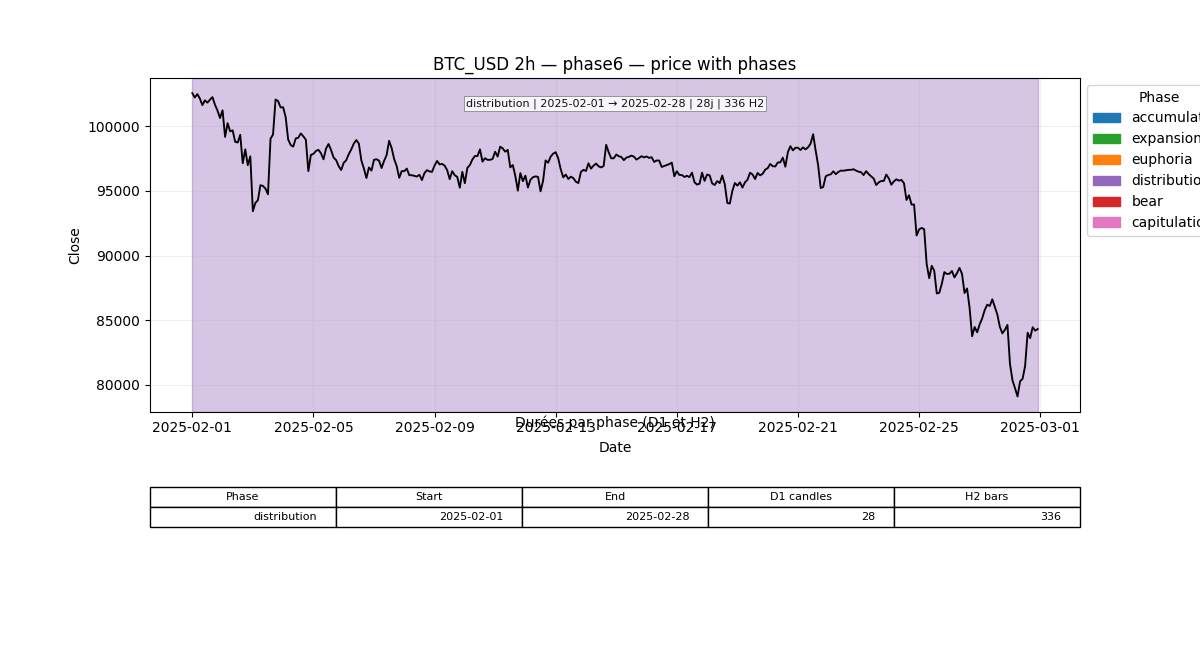 BTC_USD 2h — phase6 — price with phases
distribution | 2025-02-01 → 2025-02-28 | 28j | 336 H2
Phase
accumulat
expansion
euphoria
distributio
bear
capitulatio
Close
100000
95000
90000
85000
80000
Durées par phase (D1 et H2)
2025-02-01 2025-02-05 2025-02-09 2025-02-13 2025-02-17 2025-02-21 2025-02-25 2025-03-01
Date
Phase Start End D1 candles H2 bars
distribution 2025-02-01 2025-02-28 28 336